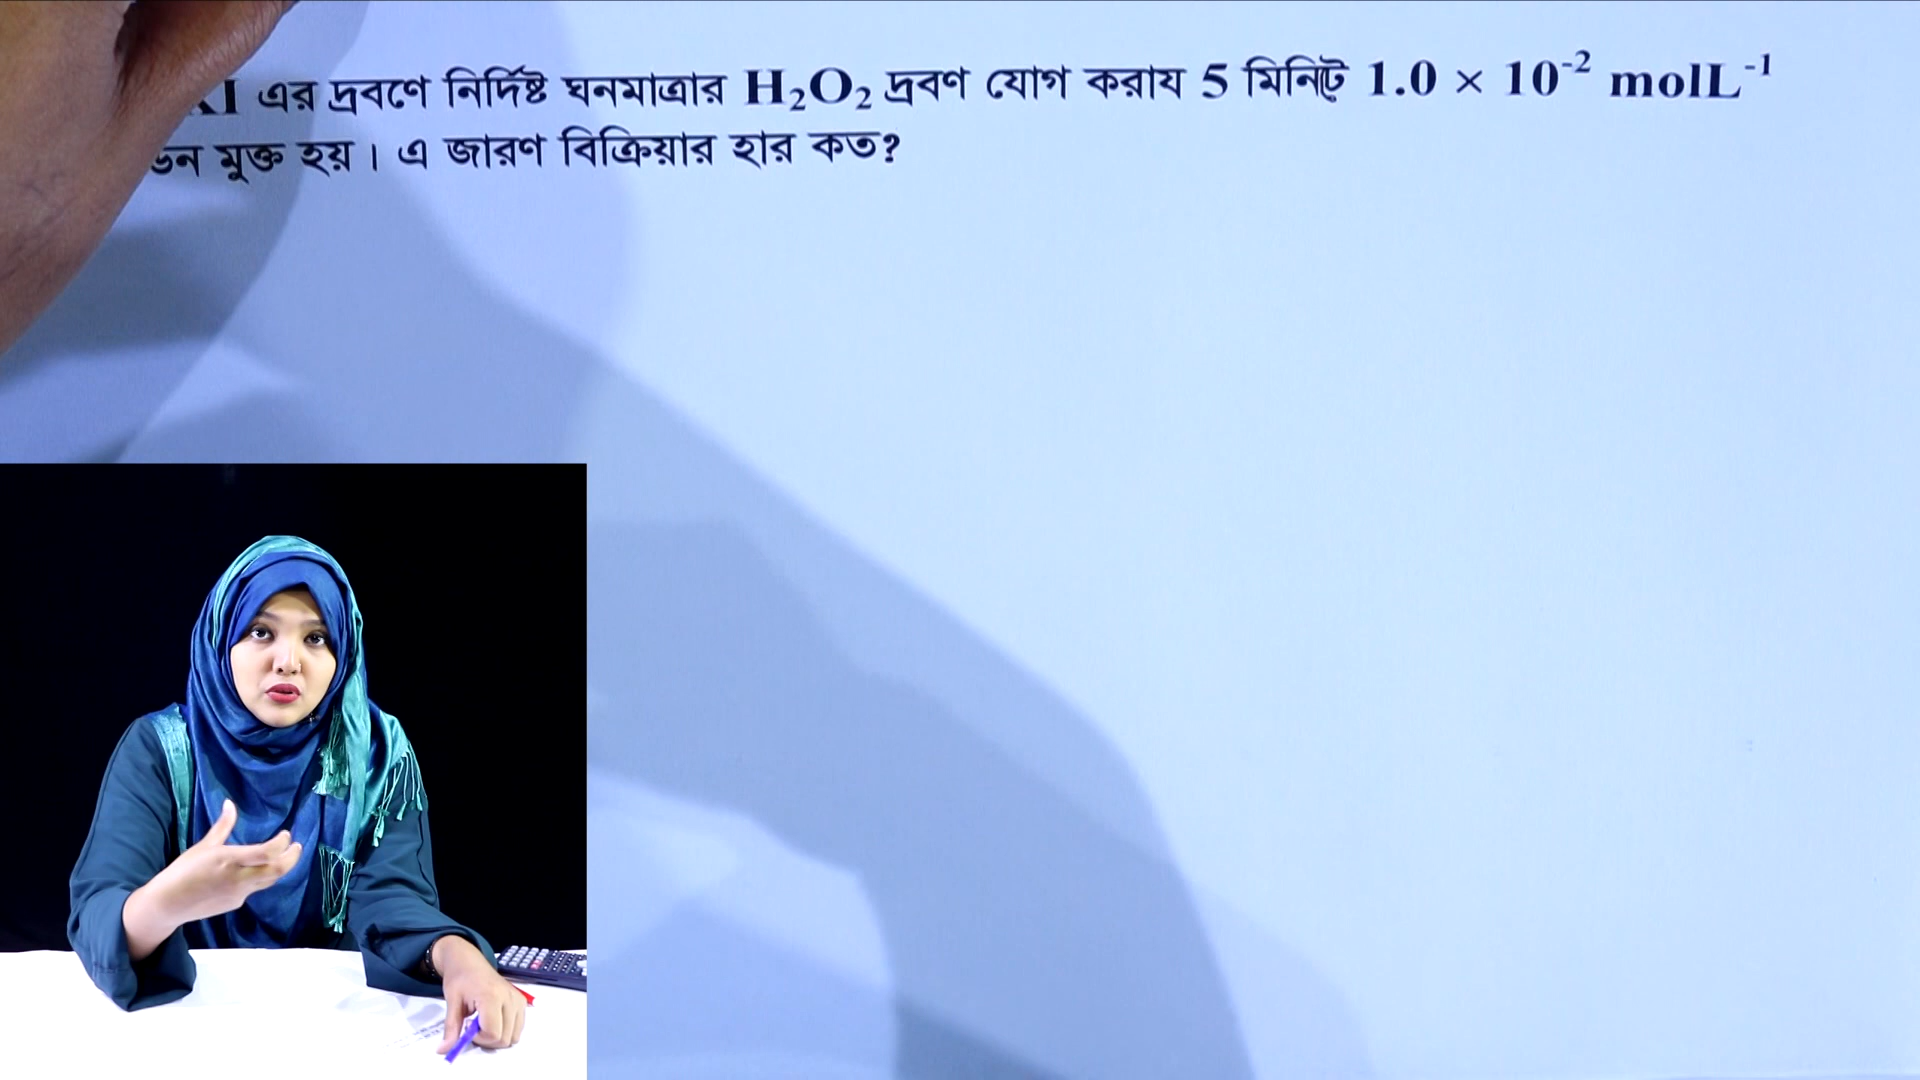 এর দ্রবণে নির্দিষ্ট ঘনমাত্রার H₂O₂ দ্রবণ যোগ করায 5 মিনিটে 1.0 × 10⁻² molL⁻¹
মুক্ত হয়। এ জারণ বিক্রিয়ার হার কত?